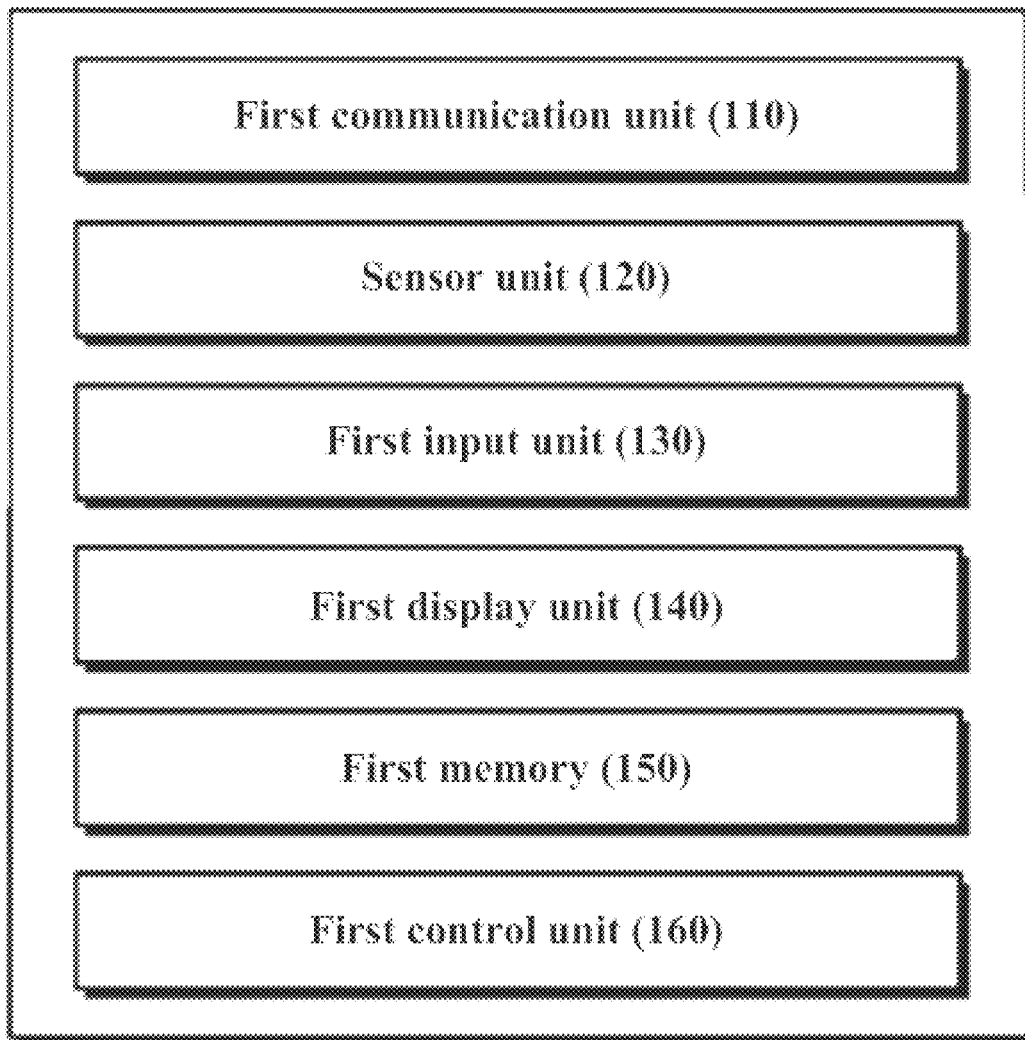 First communication unit (110)
Sensor unit (120)
First input unit (130)
First display unit (140)
First memory (150)
First control unit (160)